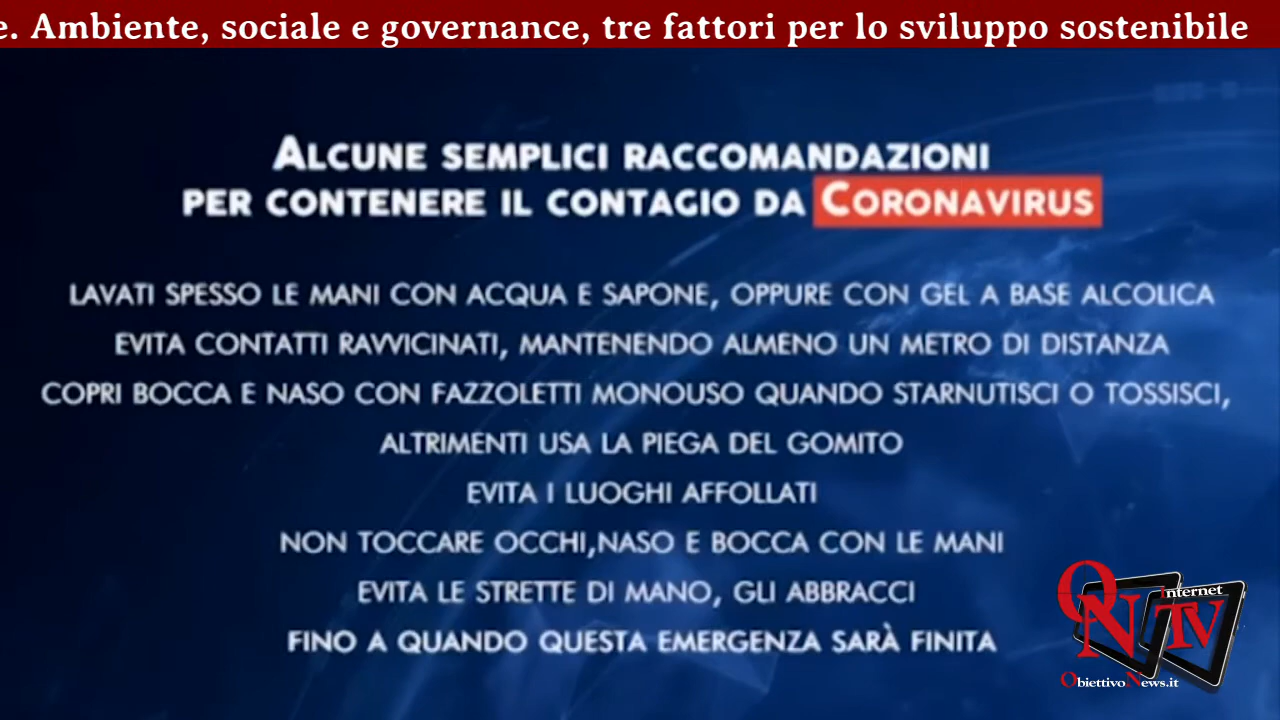 e. Ambiente, sociale e governance, tre fattori per lo sviluppo sostenibile
ALCUNE SEMPLICI RACCOMANDAZIONI
PER CONTENERE IL CONTAGIO DA CORONAVIRUS
LAVATI SPESSO LE MANI CON ACQUA E SAPONE, OPPURE CON GEL A BASE ALCOLICA
EVITA CONTATTI RAVVICINATI, MANTENENDO ALMENO UN METRO DI DISTANZA
COPRI BOCCA E NASO CON FAZZOLETTI MONOUSO QUANDO STARNUTISCI O TOSSISCI,
ALTRIMENTI USA LA PIEGA DEL GOMITO
EVITA I LUOGHI AFFOLLATI
NON TOCCARE OCCHI,NASO E BOCCA CON LE MANI
EVITA LE STRETTE DI MANO, GLI ABBRACCI
FINO A QUANDO QUESTA EMERGENZA SARÀ FINITA
Internet
ON TV
ObiettivoNews.it